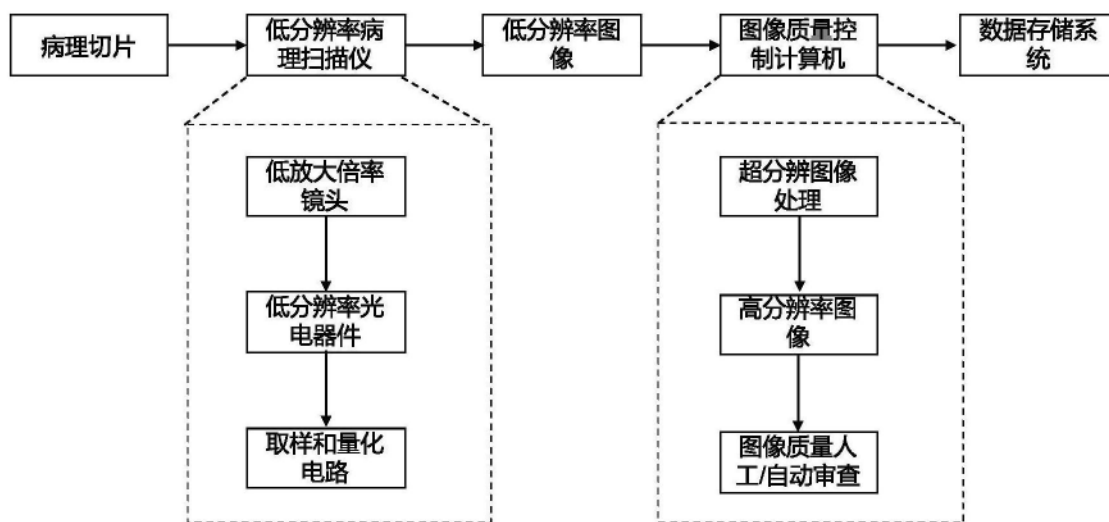 病理切片
低分辨率病
理扫描仪
低分辨率图
像
图像质量控
制计算机
数据存储系
统
低放大倍率
镜头
低分辨率光
电器件
取样和量化
电路
超分辨图像
处理
高分辨率图
像
图像质量人
工/自动审查